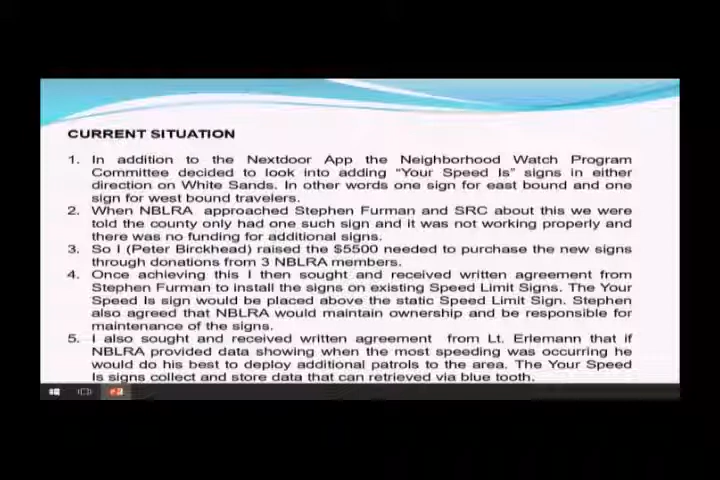 CURRENT SITUATION
1. In addition to the Nextdoor App the Neighborhood Watch Program
Committee decided to look into adding “Your Speed Is” signs in either
direction on White Sands. In other words one sign for east bound and one
sign for west bound travelers.
2. When NBLRA approached Stephen Furman and SRC about this we were
told the county only had one such sign and it was not working properly and
there was no funding for additional signs.
3. So I (Peter Birckhead) raised the $5500 needed to purchase the new signs
through donations from 3 NBLRA members.
4. Once achieving this I then sought and received written agreement from
Stephen Furman to install the signs on existing Speed Limit Signs. The Your
Speed Is sign would be placed above the static Speed Limit Sign. Stephen
also agreed that NBLRA would maintain ownership and be responsible for
maintenance of the signs.
5. I also sought and received written agreement from Lt. Erlemann that if
NBLRA provided data showing when the most speeding was occurring he
would do his best to deploy additional patrols to the area. The Your Speed
Is signs collect and store data that can retrieved via blue tooth.